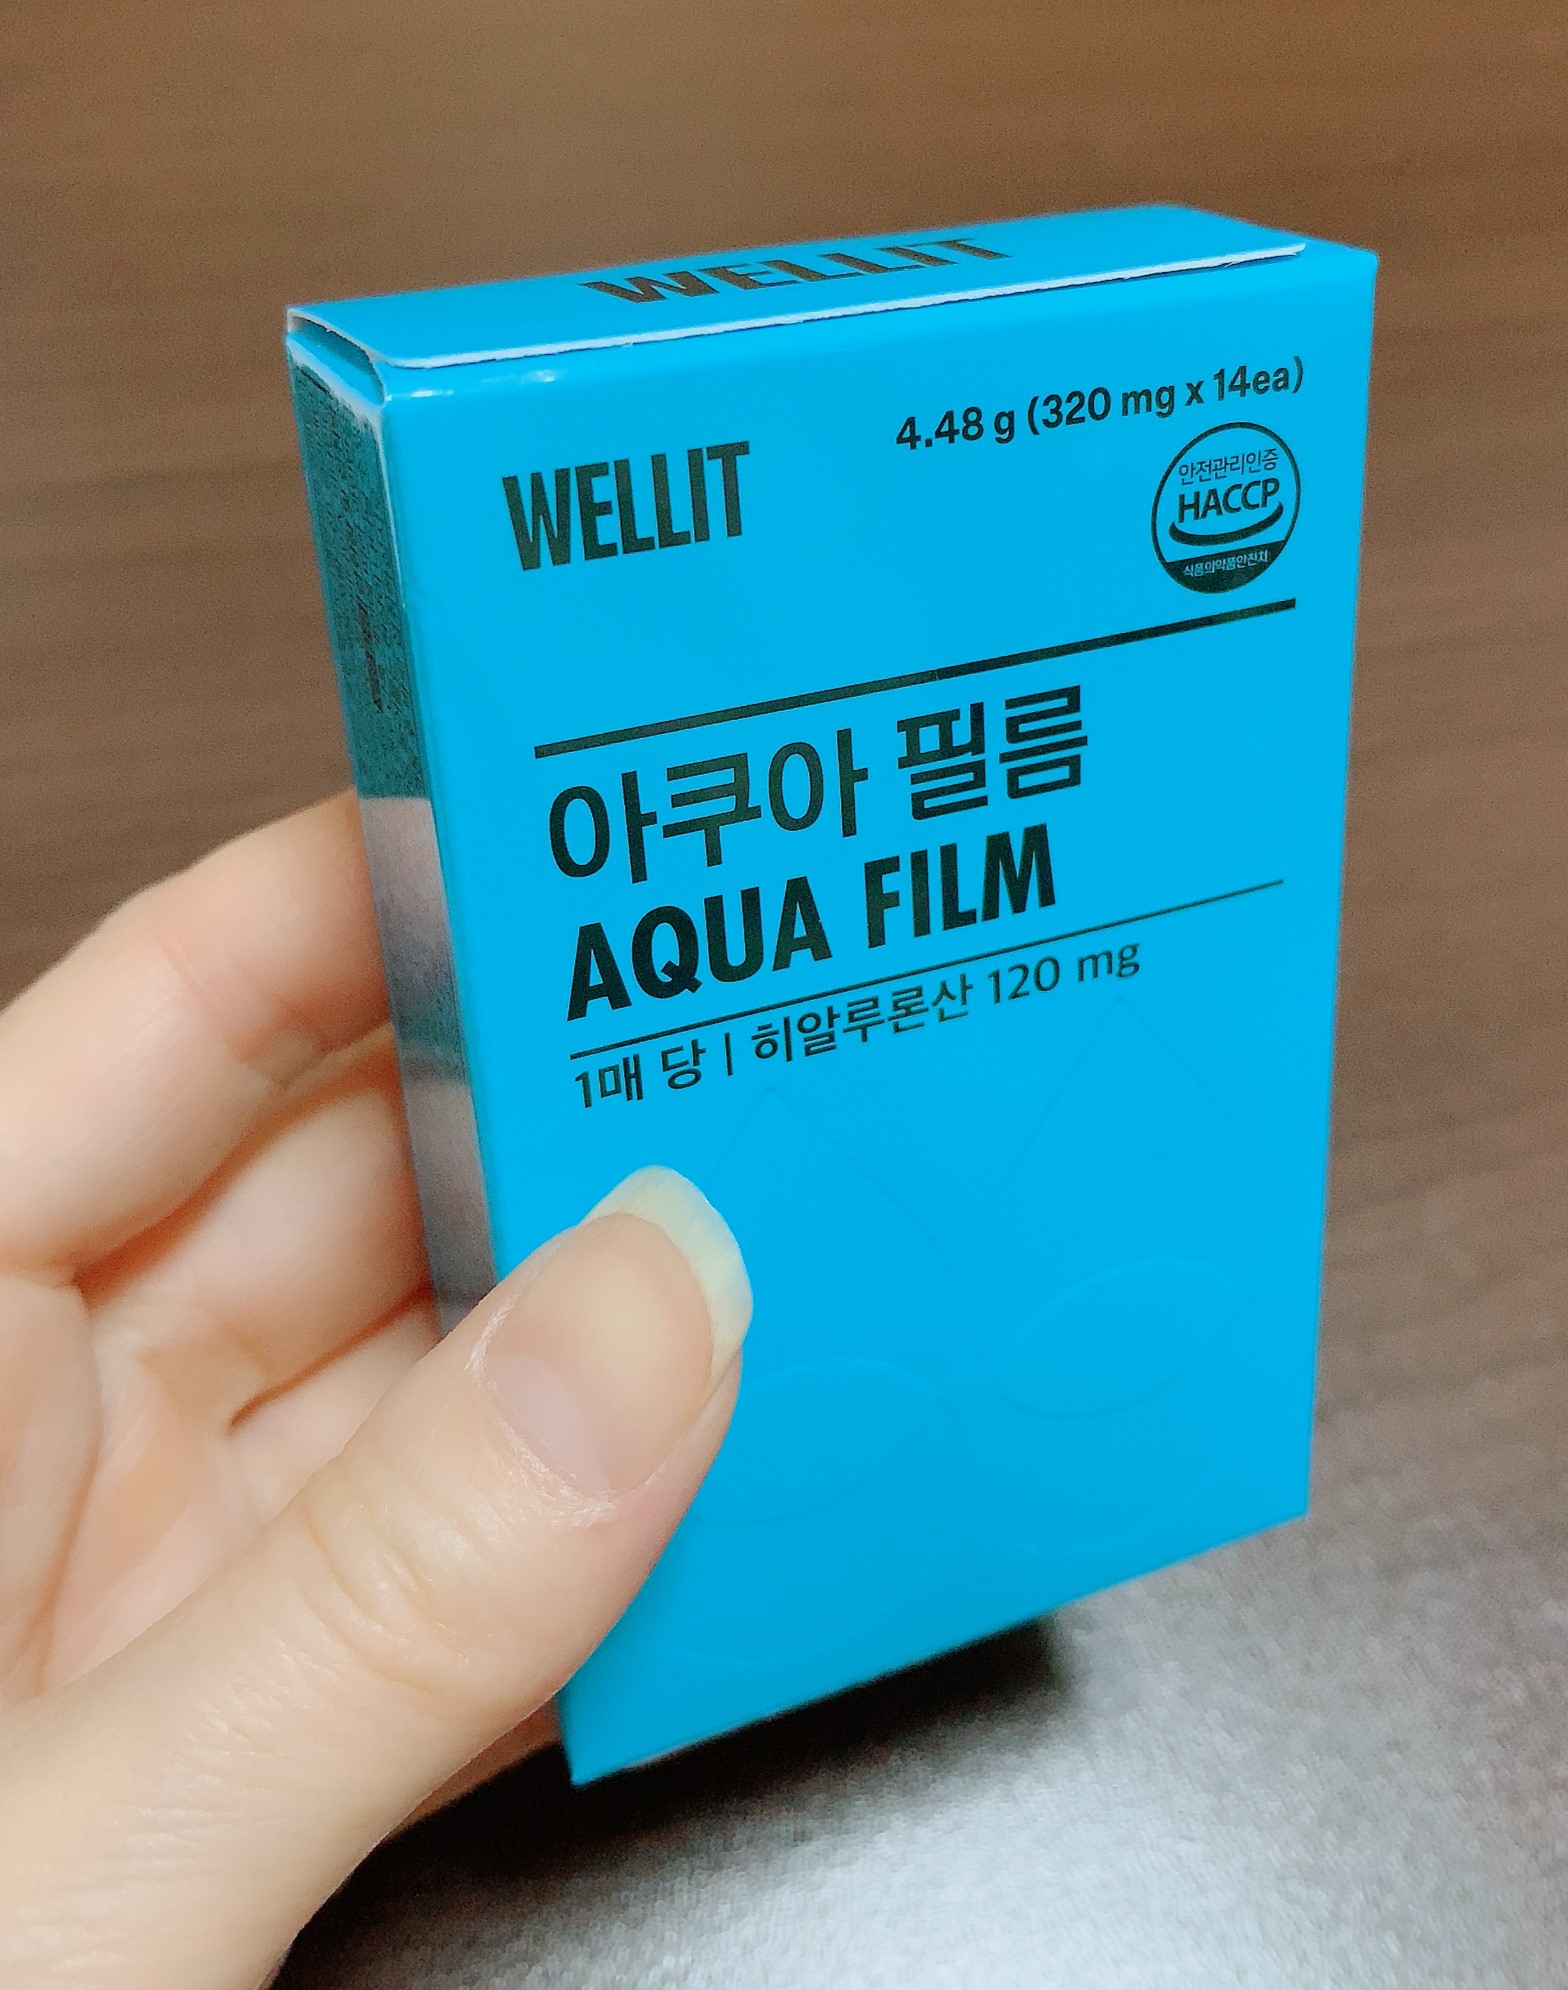 WELLIT
4.48 g (320 mg x 14ea)
WELLIT
안전관리인증
HACCP
식품의약품안전처
아쿠아 필름
AQUA FILM
1매 당 | 히알루론산 120 mg